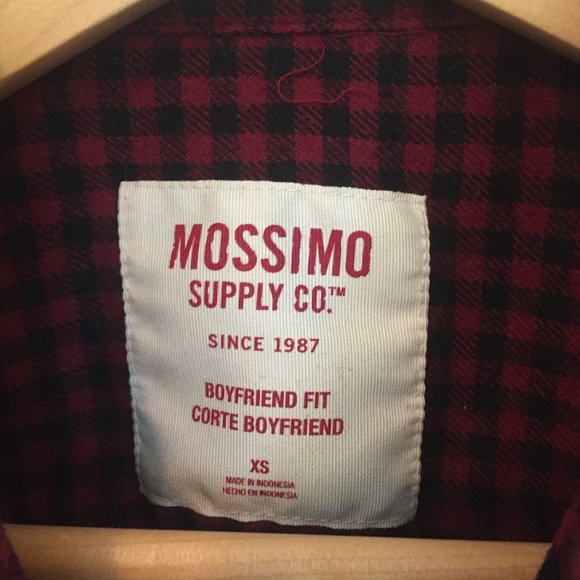 MOSSIMO
SUPPLY CO.™
SINCE 1987
BOYFRIEND FIT
CORTE BOYFRIEND
XS
MADE IN INDONESIA
HECHO EN INDONESIA